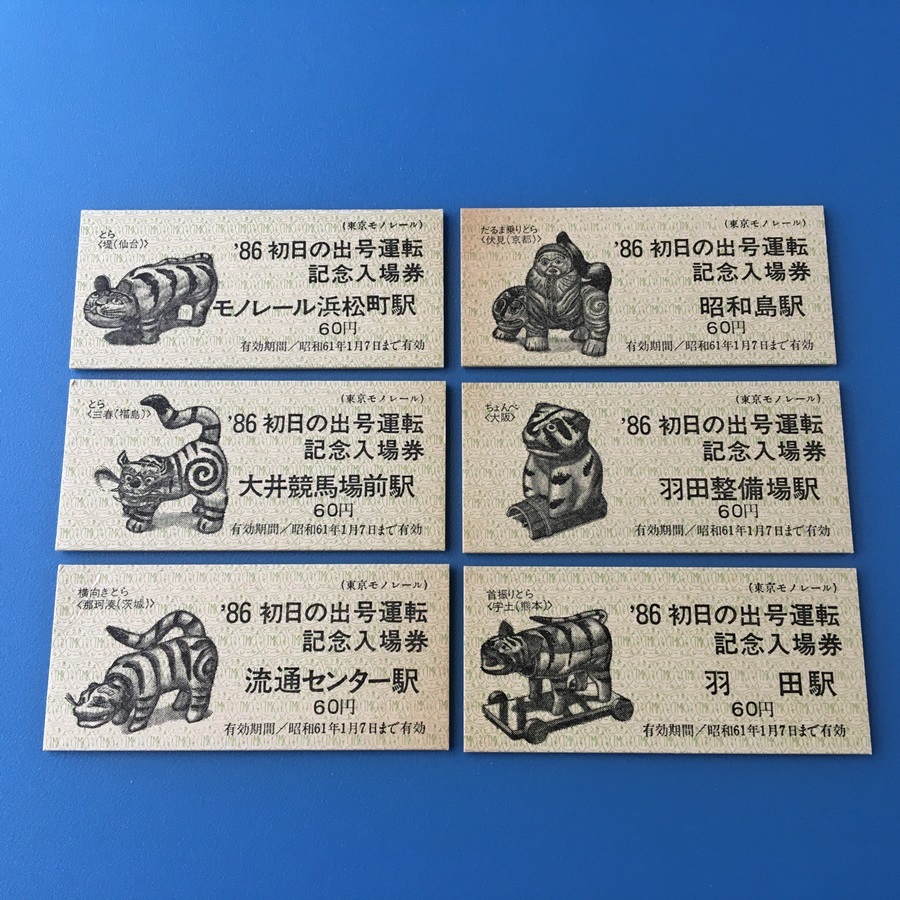 (東京モノレール)
とら
〈堤(仙台)〉
'86 初日の出号運転
記念入場券
モノレール浜松町駅
60円
有効期間/昭和61年1月7日まで有効
(東京モノレール)
だるま乗りとら
〈伏見(京都)〉
'86 初日の出号運転
記念入場券
昭和島駅
60円
有効期間/昭和61年1月7日まで有効
(東京モノレール)
とら
〈三春(福島)〉
'86 初日の出号運転
記念入場券
大井競馬場前駅
60円
有効期間/昭和61年1月7日まで有効
(東京モノレール)
ちょんべ
〈大阪〉
'86 初日の出号運転
記念入場券
羽田整備場駅
60円
有効期間/昭和61年1月7日まで有効
(東京モノレール)
横向きとら
〈那珂湊(茨城)〉
'86 初日の出号運転
記念入場券
流通センター駅
60円
有効期間/昭和61年1月7日まで有効
(東京モノレール)
首振りとら
〈宇土(熊本)〉
'86 初日の出号運転
記念入場券
羽 田駅
60円
有効期間/昭和61年1月7日まで有効